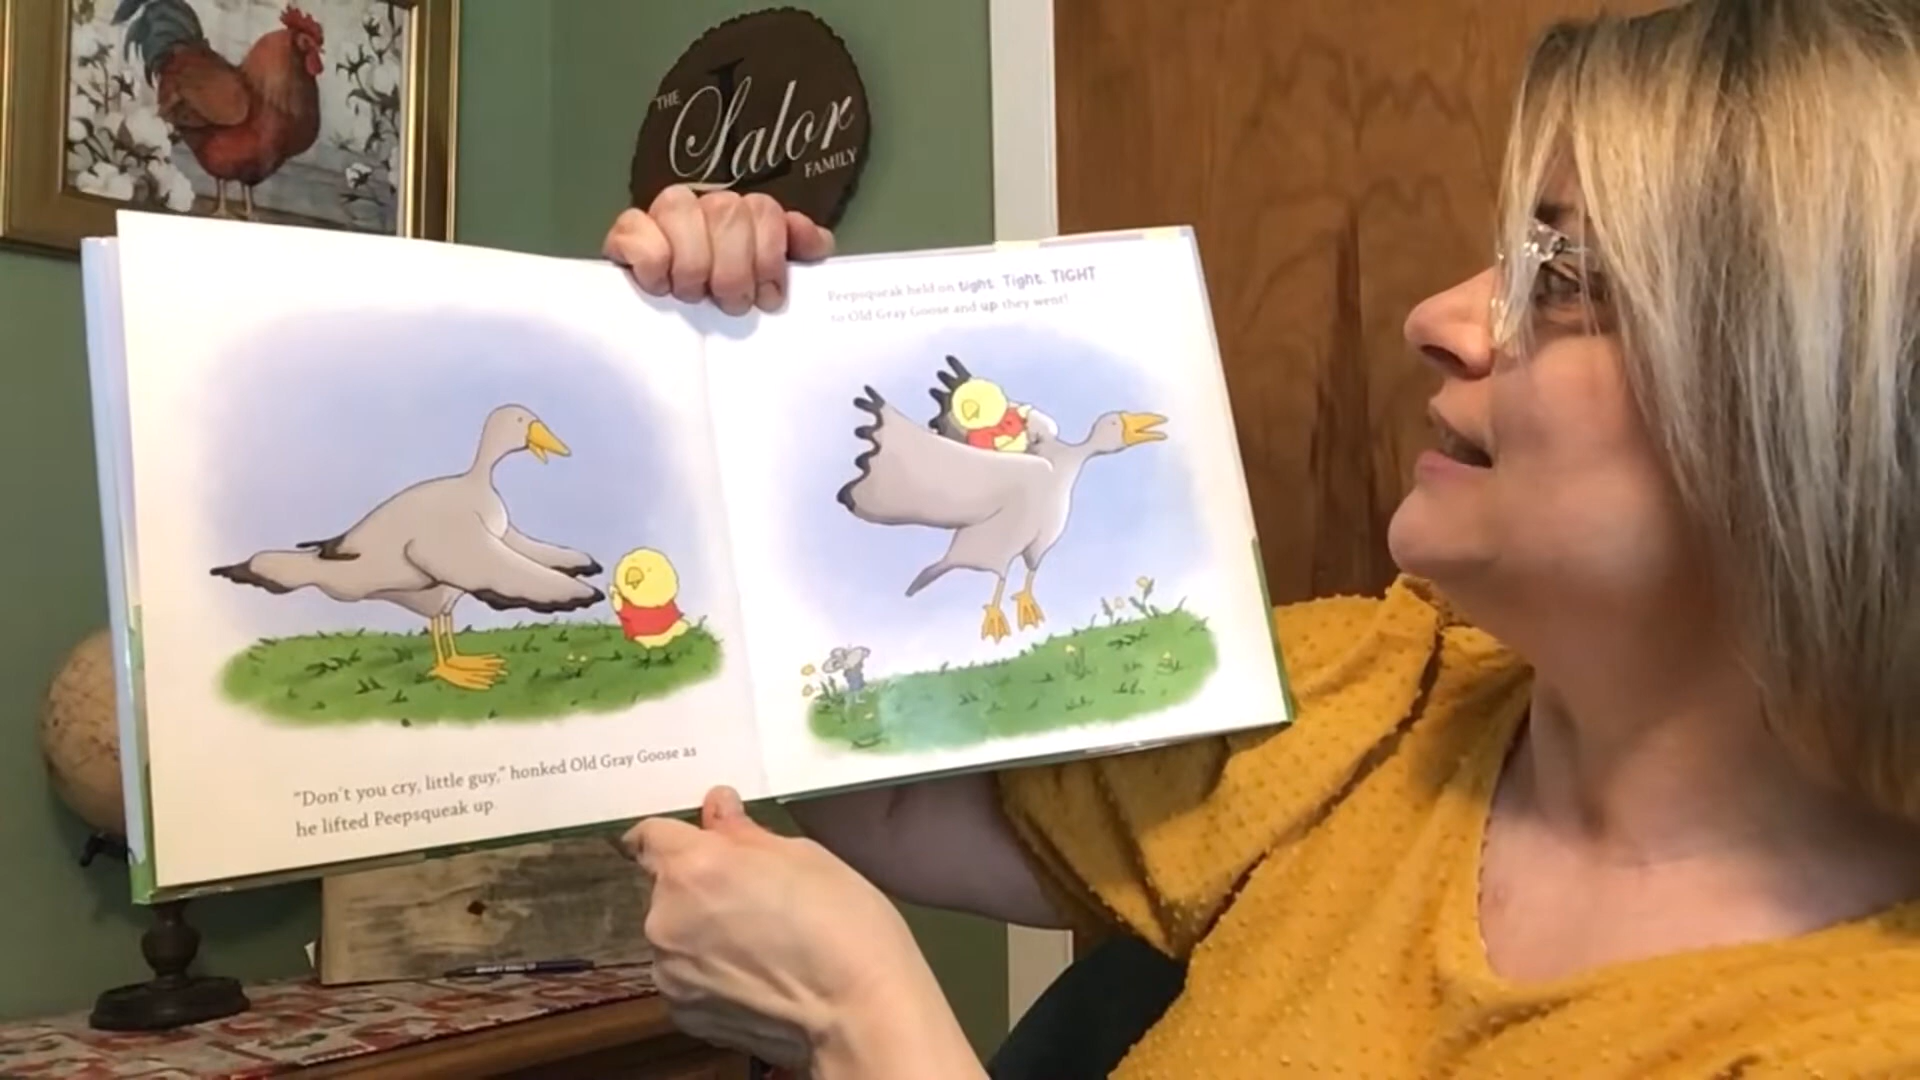 THE
L
Lalor
FAMILY
Peepsqueak held on tight. Tight. TIGHT
to Old Gray Goose and up they went!
"Don't you cry, little guy," honked Old Gray Goose as
he lifted Peepsqueak up.